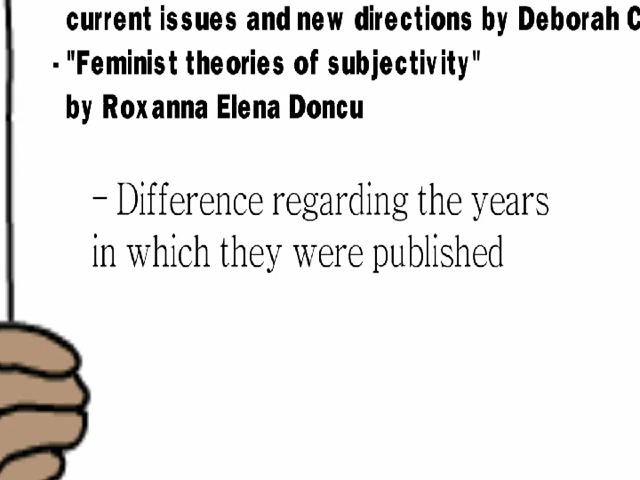 current issues and new directions by Deborah C
- "Feminist theories of subjectivity"
by Roxanna Elena Doncu
- Difference regarding the years
in which they were published